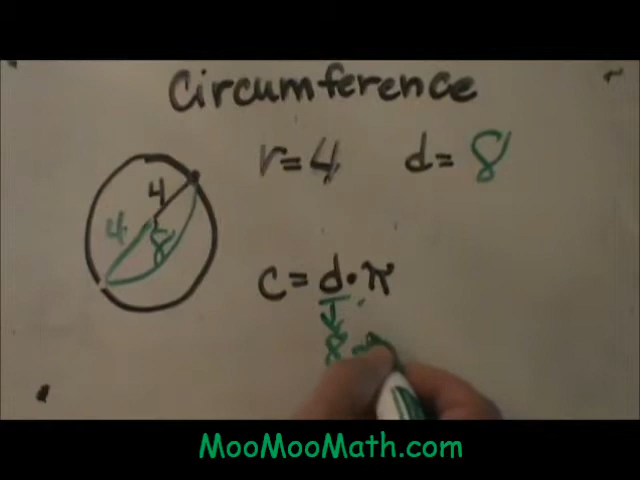 Circumference
r=4 d=8
4
4
8
C=d•π
8
MooMooMath.com